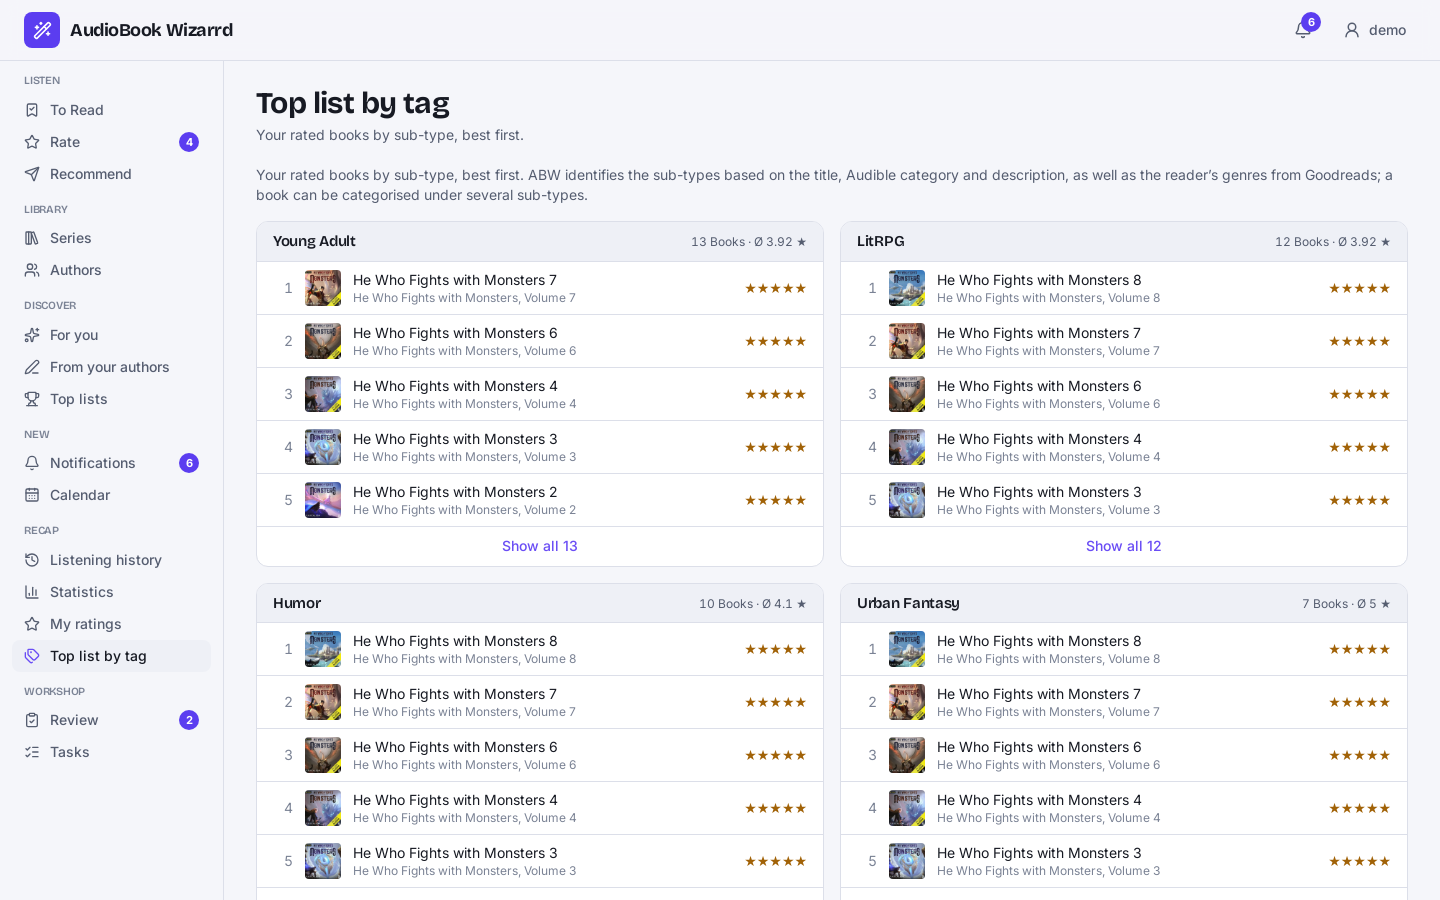 AudioBook Wizarrd
6
demo
LISTEN
To Read
Rate 4
Recommend
LIBRARY
Series
Authors
DISCOVER
For you
From your authors
Top lists
NEW
Notifications 6
Calendar
RECAP
Listening history
Statistics
My ratings
Top list by tag
WORKSHOP
Review 2
Tasks
Top list by tag
Your rated books by sub-type, best first.
Your rated books by sub-type, best first. ABW identifies the sub-types based on the title, Audible category and description, as well as the reader’s genres from Goodreads; a
book can be categorised under several sub-types.
Young Adult 13 Books · Ø 3.92 ★
1 He Who Fights with Monsters 7 ★★★★★
He Who Fights with Monsters, Volume 7
2 He Who Fights with Monsters 6 ★★★★★
He Who Fights with Monsters, Volume 6
3 He Who Fights with Monsters 4 ★★★★★
He Who Fights with Monsters, Volume 4
4 He Who Fights with Monsters 3 ★★★★★
He Who Fights with Monsters, Volume 3
5 He Who Fights with Monsters 2 ★★★★★
He Who Fights with Monsters, Volume 2
Show all 13
LitRPG 12 Books · Ø 3.92 ★
1 He Who Fights with Monsters 8 ★★★★★
He Who Fights with Monsters, Volume 8
2 He Who Fights with Monsters 7 ★★★★★
He Who Fights with Monsters, Volume 7
3 He Who Fights with Monsters 6 ★★★★★
He Who Fights with Monsters, Volume 6
4 He Who Fights with Monsters 4 ★★★★★
He Who Fights with Monsters, Volume 4
5 He Who Fights with Monsters 3 ★★★★★
He Who Fights with Monsters, Volume 3
Show all 12
Humor 10 Books · Ø 4.1 ★
1 He Who Fights with Monsters 8 ★★★★★
He Who Fights with Monsters, Volume 8
2 He Who Fights with Monsters 7 ★★★★★
He Who Fights with Monsters, Volume 7
3 He Who Fights with Monsters 6 ★★★★★
He Who Fights with Monsters, Volume 6
4 He Who Fights with Monsters 4 ★★★★★
He Who Fights with Monsters, Volume 4
5 He Who Fights with Monsters 3 ★★★★★
He Who Fights with Monsters, Volume 3
Urban Fantasy 7 Books · Ø 5 ★
1 He Who Fights with Monsters 8 ★★★★★
He Who Fights with Monsters, Volume 8
2 He Who Fights with Monsters 7 ★★★★★
He Who Fights with Monsters, Volume 7
3 He Who Fights with Monsters 6 ★★★★★
He Who Fights with Monsters, Volume 6
4 He Who Fights with Monsters 4 ★★★★★
He Who Fights with Monsters, Volume 4
5 He Who Fights with Monsters 3 ★★★★★
He Who Fights with Monsters, Volume 3